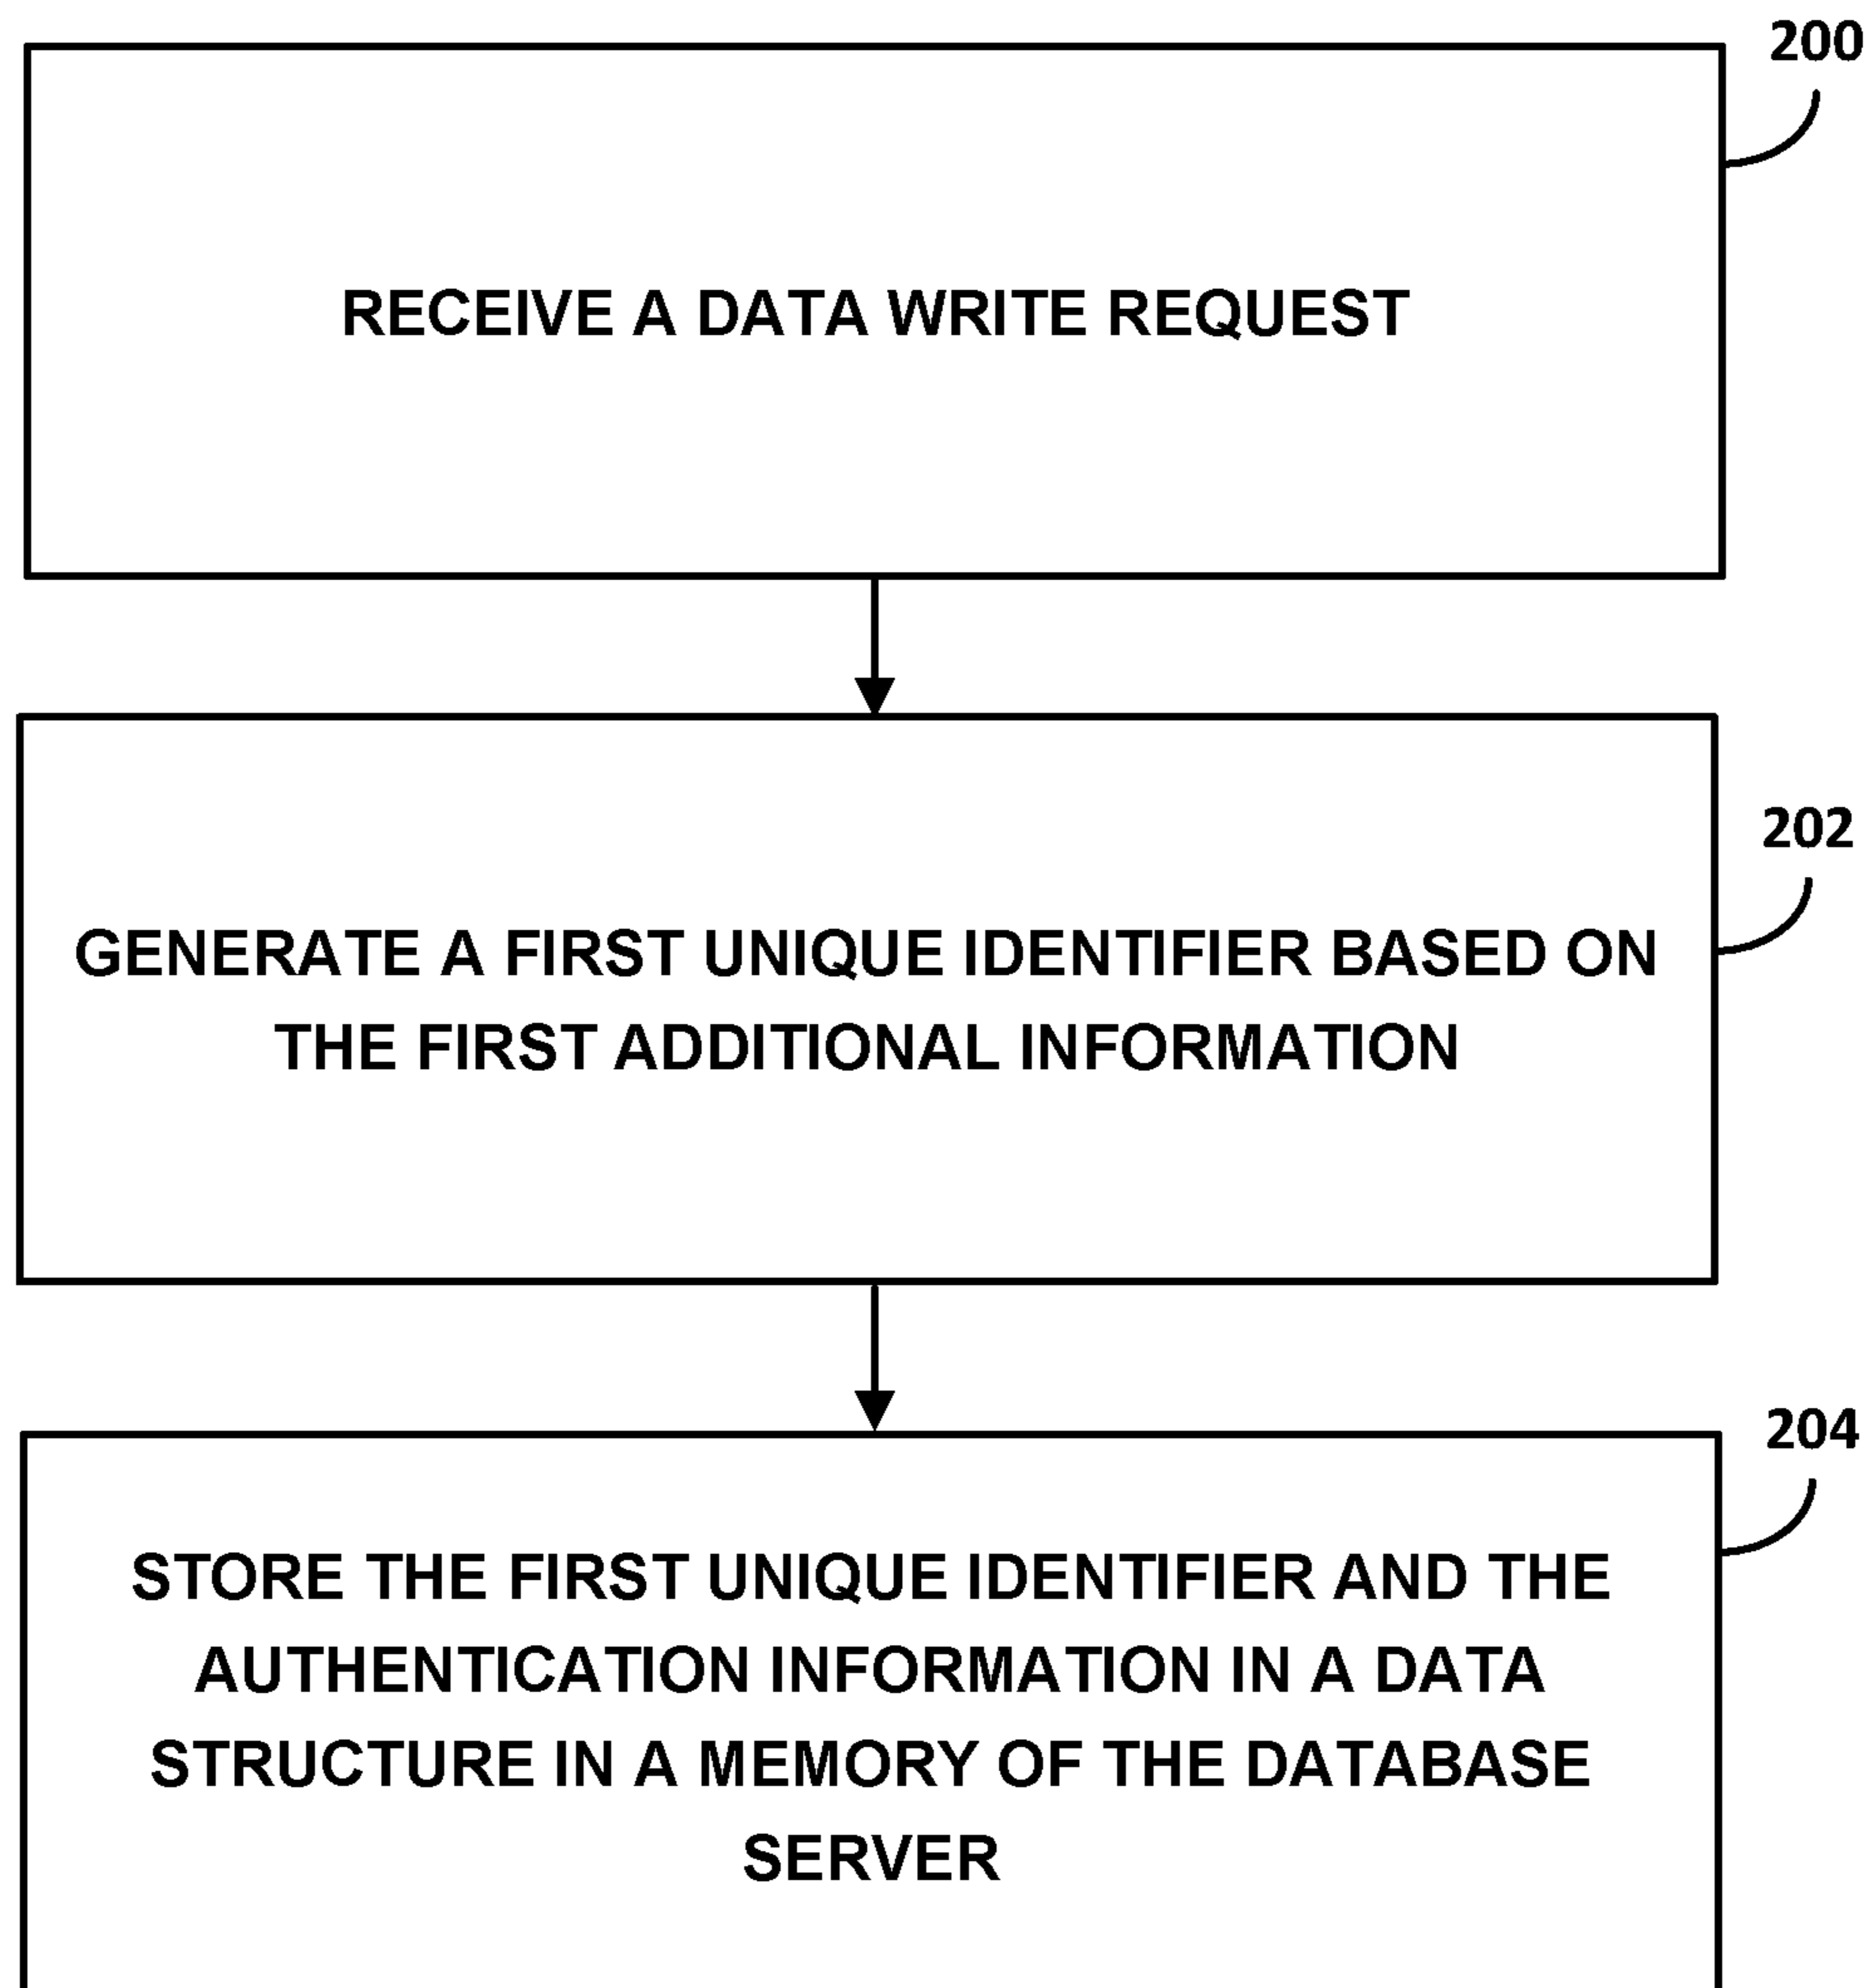 200
RECEIVE A DATA WRITE REQUEST
202
GENERATE A FIRST UNIQUE IDENTIFIER BASED ON
THE FIRST ADDITIONAL INFORMATION
204
STORE THE FIRST UNIQUE IDENTIFIER AND THE
AUTHENTICATION INFORMATION IN A DATA
STRUCTURE IN A MEMORY OF THE DATABASE
SERVER